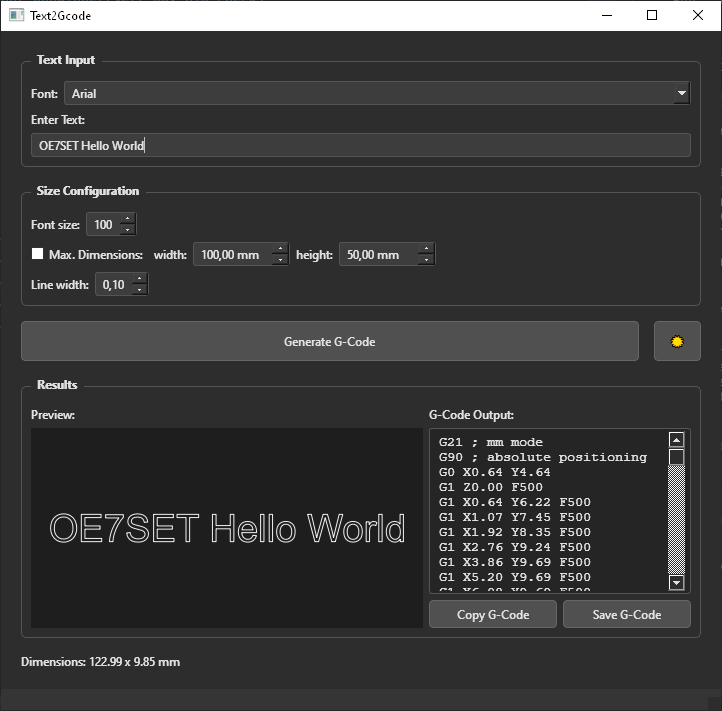 Text2Gcode
Text Input
Font: Arial
Enter Text:
OE7SET Hello World
Size Configuration
Font size: 100
Max. Dimensions: width: 100,00 mm height: 50,00 mm
Line width: 0,10
Generate G-Code
Results
Preview:
OE7SET Hello World
G-Code Output:
G21 ; mm mode
G90 ; absolute positioning
G0 X0.64 Y4.64
G1 Z0.00 F500
G1 X0.64 Y6.22 F500
G1 X1.07 Y7.45 F500
G1 X1.92 Y8.35 F500
G1 X2.76 Y9.24 F500
G1 X3.86 Y9.69 F500
G1 X5.20 Y9.69 F500
Copy G-Code Save G-Code
Dimensions: 122.99 x 9.85 mm